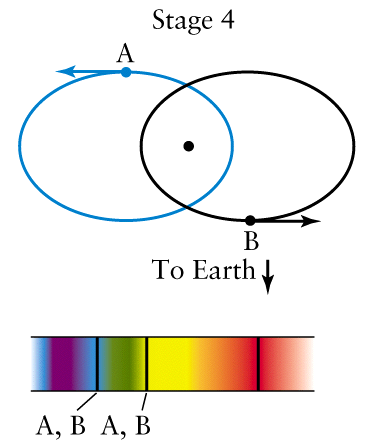 Stage 4
A
B
To Earth
A, B A, B